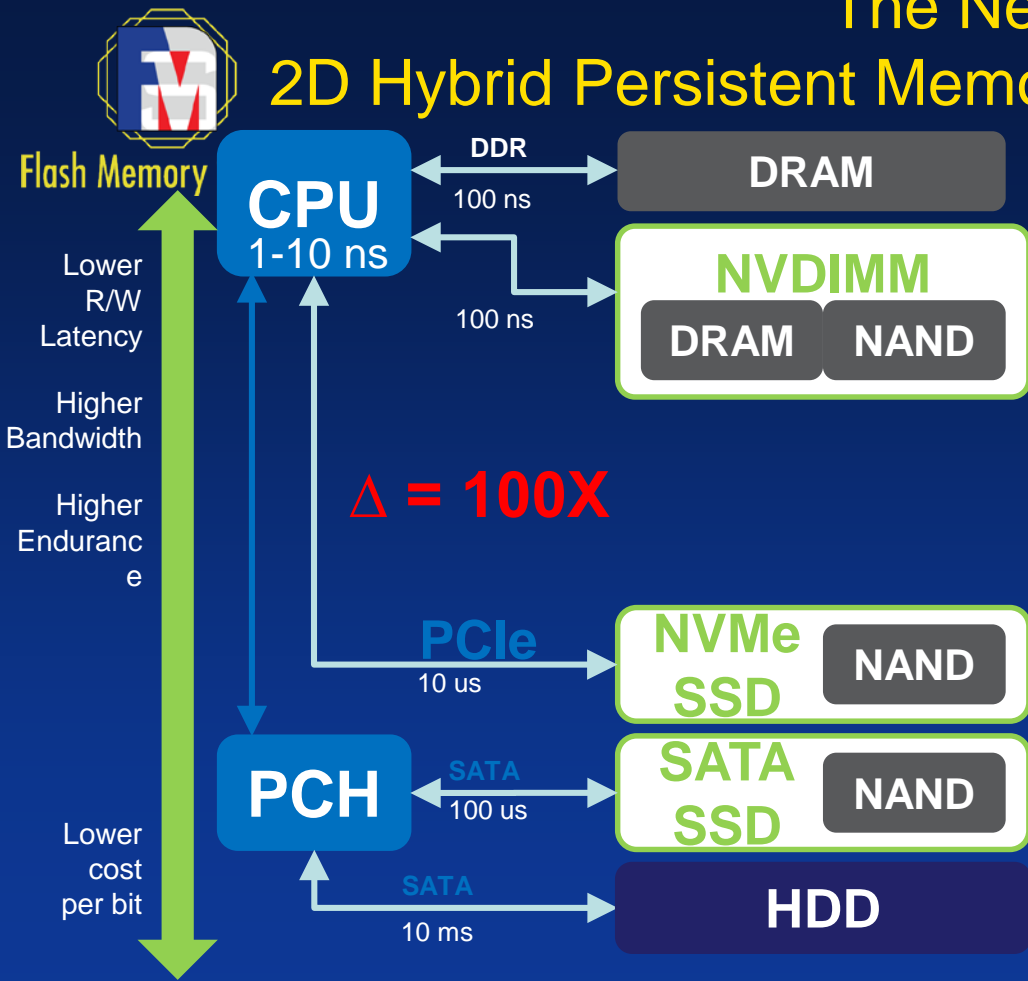 The Ne
2D Hybrid Persistent Memo
Flash Memory
CPU
1-10 ns
DDR
100 ns
DRAM
100 ns
NVDIMM
DRAM
NAND
Lower
R/W
Latency
Higher
Bandwidth
Higher
Enduranc
e
Δ = 100X
PCIe
10 us
NVMe
SSD
NAND
PCH
SATA
100 us
SATA
SSD
NAND
Lower
cost
per bit
SATA
10 ms
HDD